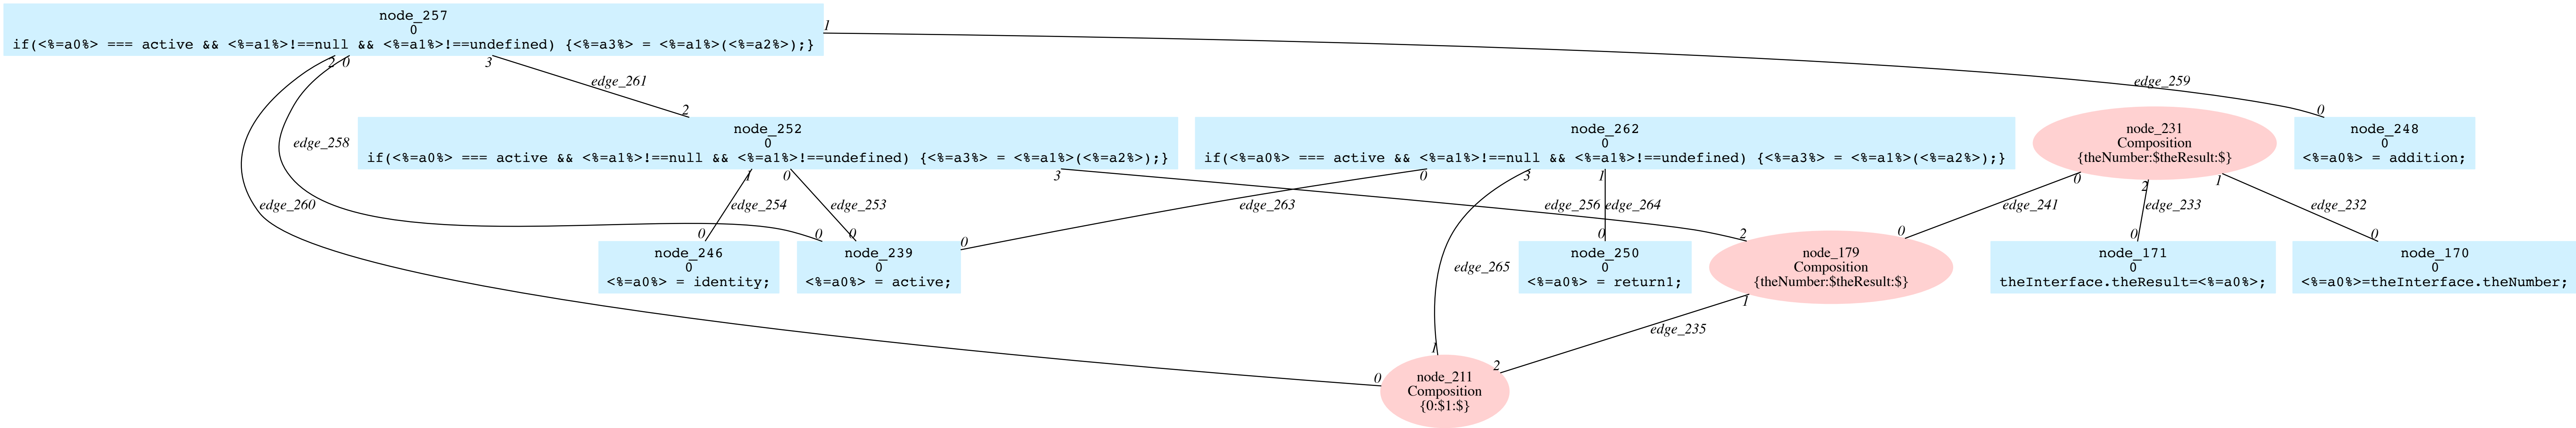 node_257
0
if(<%=a0%> === active && <%=a1%>!==null && <%=a1%>!==undefined) {<%=a3%> = <%=a1%>(<%=a2%>);}
1
2
0
3
edge_261
edge_259
2
0
node_252
0
if(<%=a0%> === active && <%=a1%>!==null && <%=a1%>!==undefined) {<%=a3%> = <%=a1%>(<%=a2%>);}
node_262
0
if(<%=a0%> === active && <%=a1%>!==null && <%=a1%>!==undefined) {<%=a3%> = <%=a1%>(<%=a2%>);}
node_231
Composition
{theNumber:$theResult:$}
node_248
0
<%=a0%> = addition;
edge_258
1
0
3
0
3
1
0
2
1
edge_260
edge_254
edge_253
edge_263
edge_256
edge_264
edge_241
edge_233
edge_232
0
0
0
0
0
2
0
0
0
node_246
0
<%=a0%> = identity;
node_239
0
<%=a0%> = active;
edge_265
node_250
0
<%=a0%> = return1;
node_179
Composition
{theNumber:$theResult:$}
node_171
0
theInterface.theResult=<%=a0%>;
node_170
0
<%=a0%>=theInterface.theNumber;
1
edge_235
1
2
0
node_211
Composition
{0:$1:$}